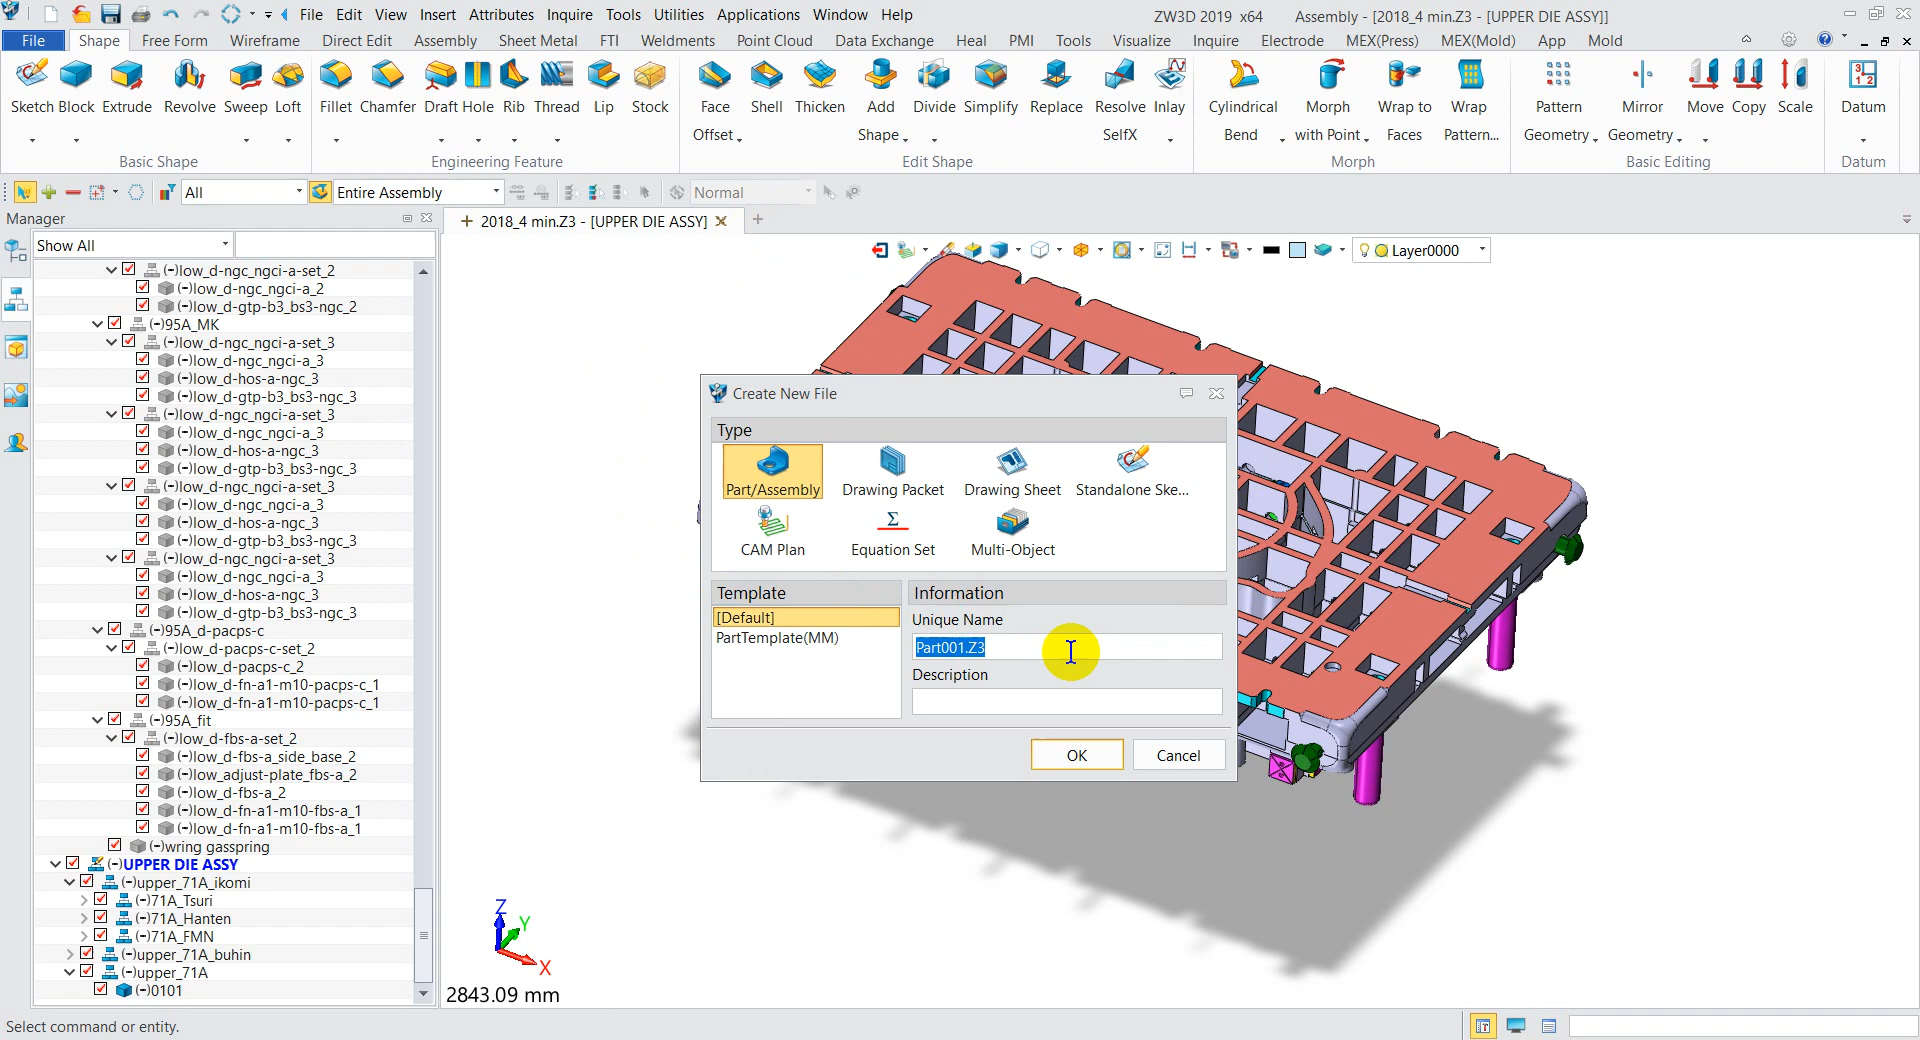 File Edit View Insert Attributes Inquire Tools Utilities Applications Window Help
ZW3D 2019 x64 Assembly - [2018_4 min.Z3 - [UPPER DIE ASSY]]
File Shape Free Form Wireframe Direct Edit Assembly Sheet Metal FTI Weldments Point Cloud Data Exchange Heal PMI Tools Visualize Inquire Electrode MEX(Press) MEX(Mold) App Mold
Sketch Block Extrude Revolve Sweep Loft Fillet Chamfer Draft Hole Rib Thread Lip Stock Face Shell Thicken Add Divide Simplify Replace Resolve Inlay Cylindrical Morph Wrap to Wrap Pattern Mirror Move Copy Scale Datum
Offset Shape SelfX Bend with Point Faces Pattern... Geometry Geometry
Basic Shape Engineering Feature Edit Shape Morph Basic Editing Datum
All Entire Assembly Normal
Manager
2018_4 min.Z3 - [UPPER DIE ASSY]
Show All
Layer0000
(-)low_d-ngc_ngci-a-set_2
(-)low_d-ngc_ngci-a_2
(-)low_d-gtp-b3_bs3-ngc_2
(-)95A_MK
(-)low_d-ngc_ngci-a-set_3
(-)low_d-ngc_ngci-a_3
(-)low_d-hos-a-ngc_3
(-)low_d-gtp-b3_bs3-ngc_3
(-)low_d-ngc_ngci-a-set_3
(-)low_d-ngc_ngci-a_3
(-)low_d-hos-a-ngc_3
(-)low_d-gtp-b3_bs3-ngc_3
(-)low_d-ngc_ngci-a-set_3
(-)low_d-ngc_ngci-a_3
(-)low_d-hos-a-ngc_3
(-)low_d-gtp-b3_bs3-ngc_3
(-)low_d-ngc_ngci-a-set_3
(-)low_d-ngc_ngci-a_3
(-)low_d-hos-a-ngc_3
(-)low_d-gtp-b3_bs3-ngc_3
(-)95A_d-pacps-c
(-)low_d-pacps-c-set_2
(-)low_d-pacps-c_2
(-)low_d-fn-a1-m10-pacps-c_1
(-)low_d-fn-a1-m10-pacps-c_1
(-)95A_fit
(-)low_d-fbs-a-set_2
(-)low_d-fbs-a_side_base_2
(-)low_adjust-plate_fbs-a_2
(-)low_d-fbs-a_2
(-)low_d-fn-a1-m10-fbs-a_1
(-)low_d-fn-a1-m10-fbs-a_1
(-)wring gasspring
(-)UPPER DIE ASSY
(-)upper_71A_ikomi
(-)71A_Tsuri
(-)71A_Hanten
(-)71A_FMN
(-)upper_71A_buhin
(-)upper_71A
(-)0101
Create New File
Type
Part/Assembly Drawing Packet Drawing Sheet Standalone Ske...
CAM Plan Equation Set Multi-Object
Template Information
[Default]
PartTemplate(MM)
Unique Name
Part001.Z3
Description
OK Cancel
Z
Y
X
2843.09 mm
Select command or entity.